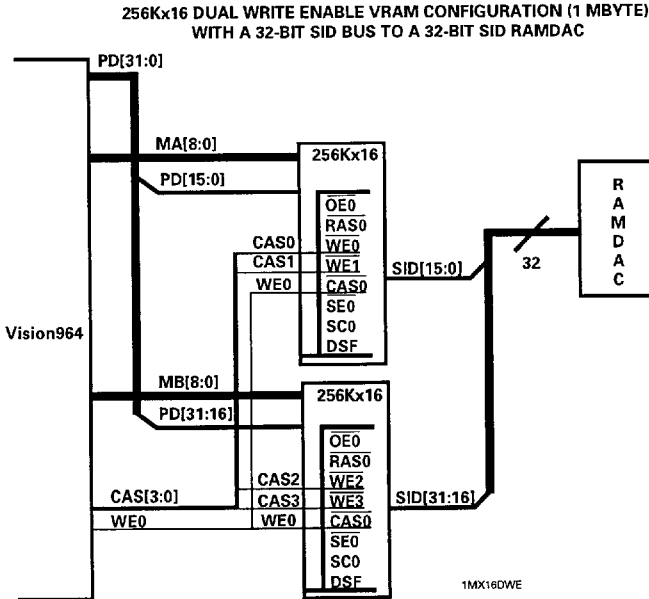 256Kx16 DUAL WRITE ENABLE VRAM CONFIGURATION (1 MBYTE)
WITH A 32-BIT SID BUS TO A 32-BIT SID RAMDAC
PD[31:0]
MA[8:0]
256Kx16
PD[15:0]
OE0
RAS0
CAS0
WE0
CAS1
WE1
SID[15:0]
WE0
CAS0
SE0
SC0
DSF
32
RAMDAC
Vision964
MB[8:0]
256Kx16
PD[31:16]
OE0
RAS0
CAS2
WE2
CAS[3:0]
CAS3
WE3
SID[31:16]
WE0
WE0
CAS0
SE0
SC0
DSF
1MX16DWE